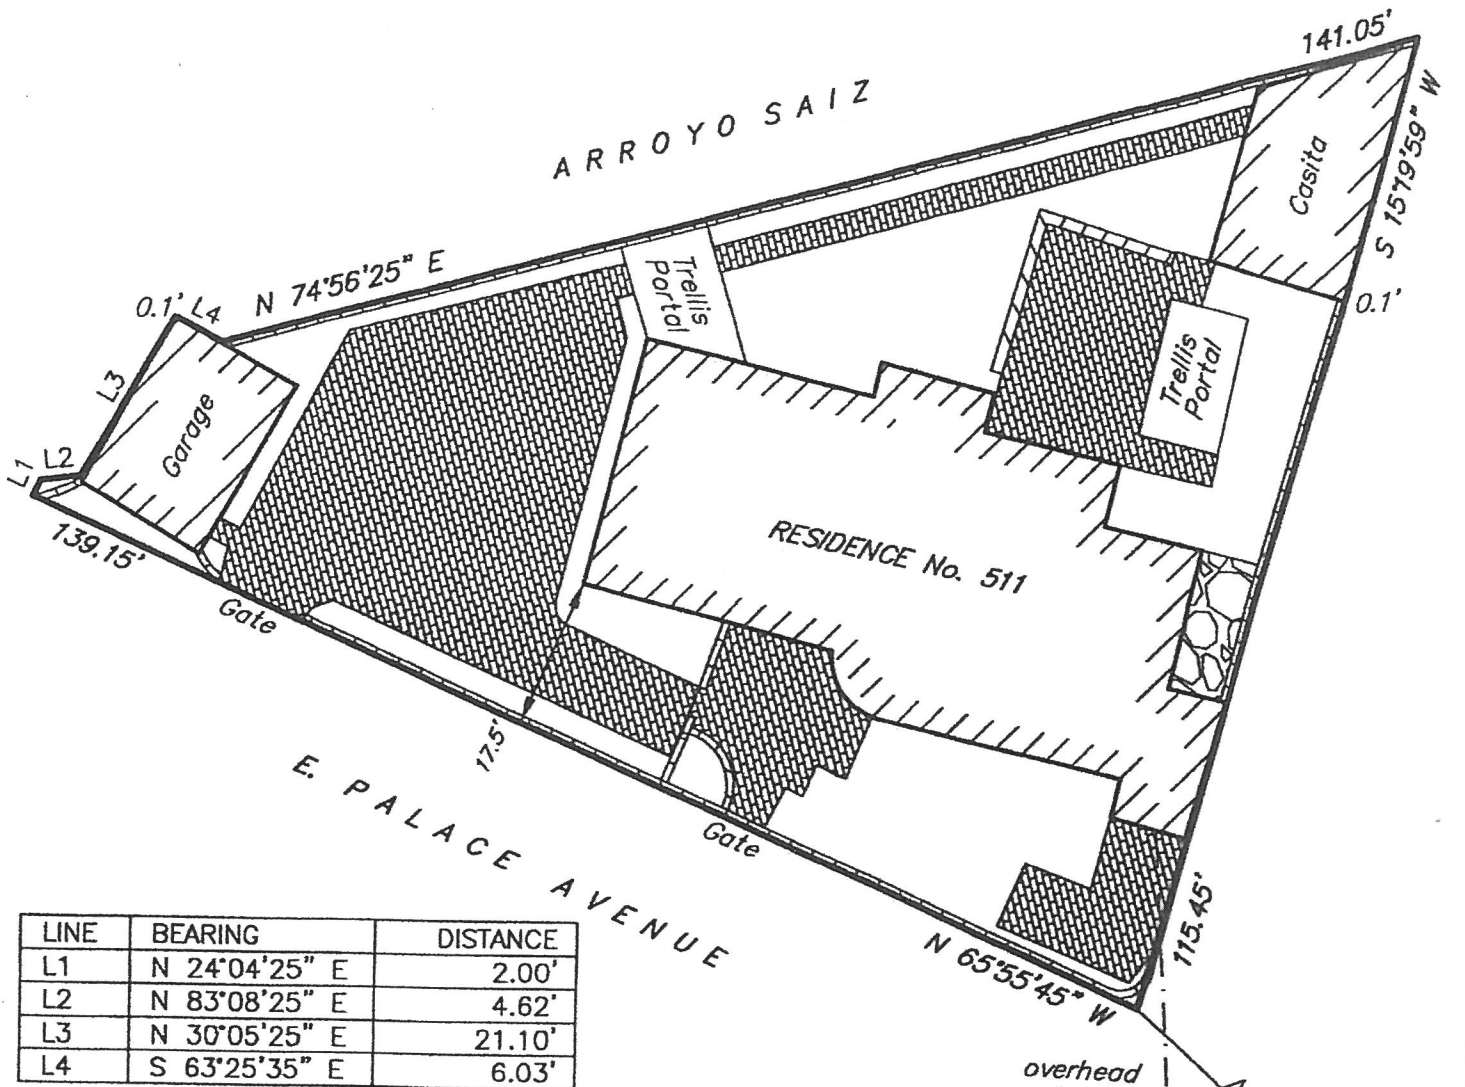 141.05'
ARROYO SAIZ
S 15°19'59" W
Casita
N 74°56'25" E
0.1' L4
Trellis
Portal
0.1'
L3
Garage
Trellis
Portal
L1 L2
139.15'
RESIDENCE No. 511
Gate
17.5'
E. PALACE AVENUE
Gate
115.45'
N 65°55'45" W
overhead
LINE BEARING DISTANCE
L1 N 24°04'25" E 2.00'
L2 N 83°08'25" E 4.62'
L3 N 30°05'25" E 21.10'
L4 S 63°25'35" E 6.03'